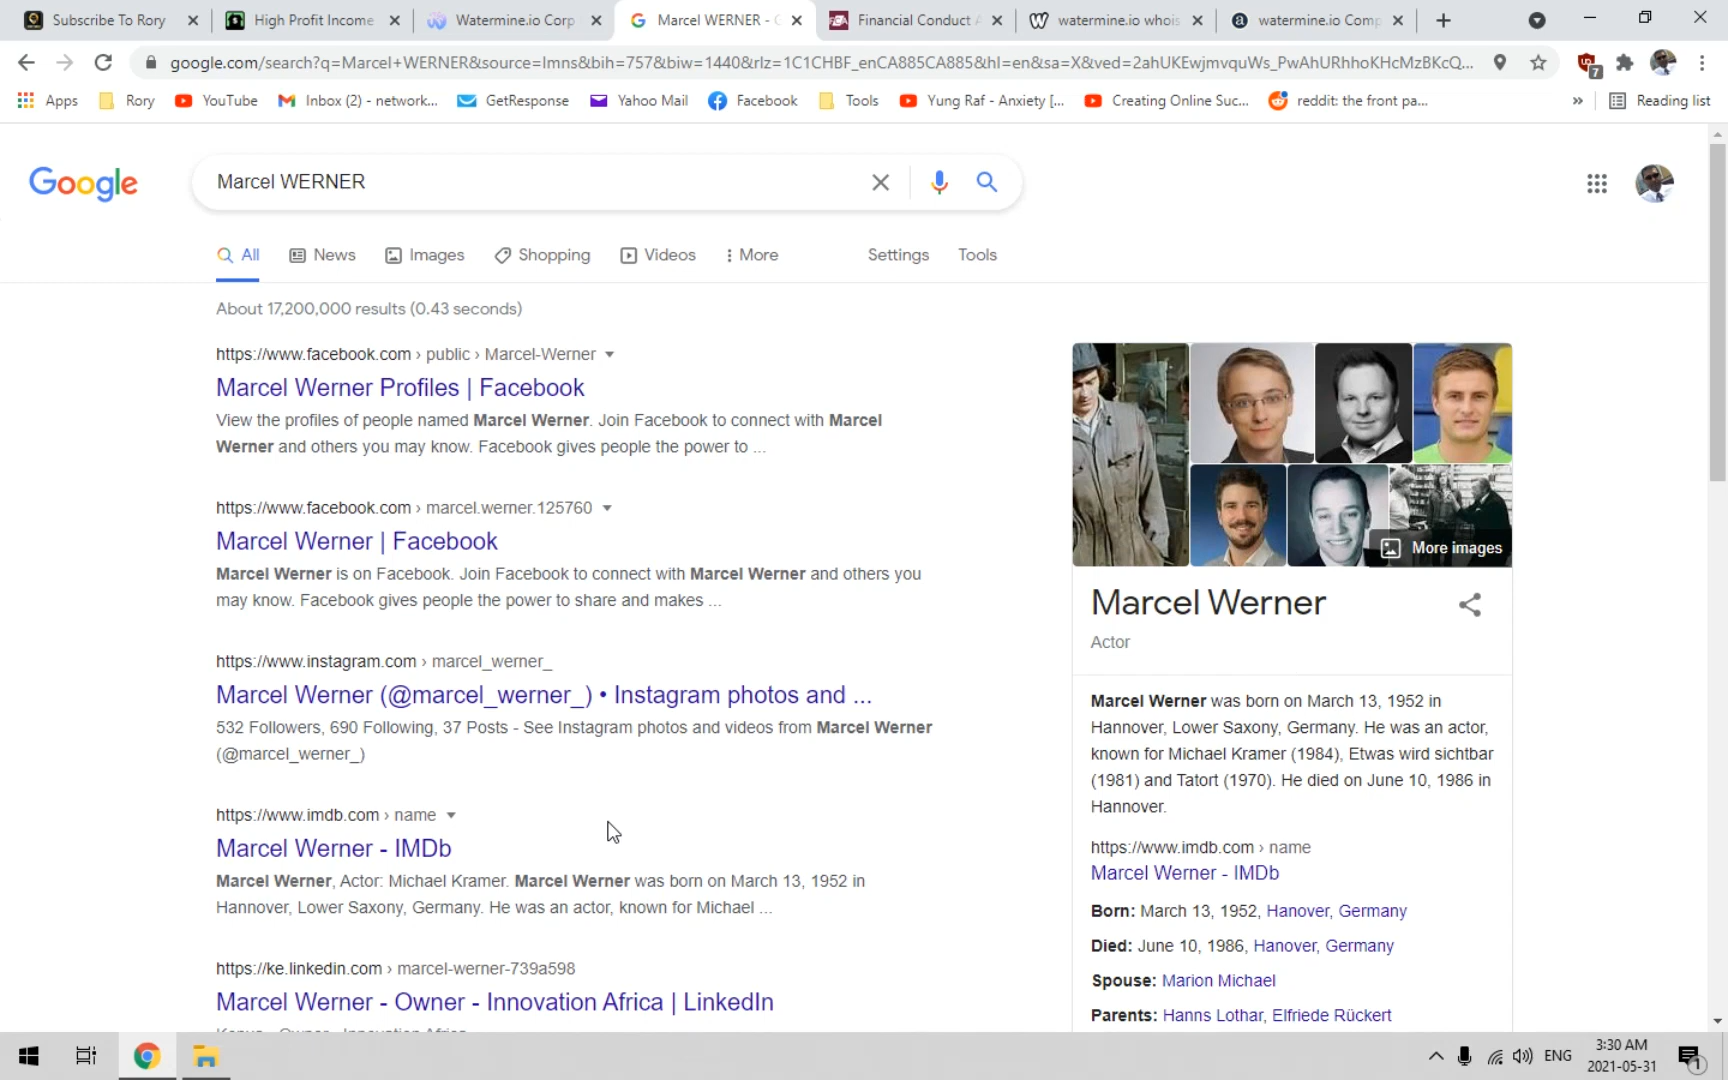 Subscribe To Rory
High Profit Income
Watermine.io Corp
Marcel WERNER - G
Financial Conduct A
watermine.io whois
watermine.io Comp
google.com/search?q=Marcel+WERNER&source=lmns&bih=757&biw=1440&rlz=1C1CHBF_enCA885CA885&hl=en&sa=X&ved=2ahUKEwjmvquWs_PwAhURhhoKHcMzBKcQ...
7
Apps
Rory
YouTube
Inbox (2) - network...
GetResponse
Yahoo Mail
Facebook
Tools
Yung Raf - Anxiety [...
Creating Online Suc...
reddit: the front pa...
»
Reading list
Google
Marcel WERNER
All
News
Images
Shopping
Videos
More
Settings
Tools
About 17,200,000 results (0.43 seconds)
https://www.facebook.com › public › Marcel-Werner
Marcel Werner Profiles | Facebook
View the profiles of people named Marcel Werner. Join Facebook to connect with Marcel
Werner and others you may know. Facebook gives people the power to ...
https://www.facebook.com › marcel.werner.125760
Marcel Werner | Facebook
Marcel Werner is on Facebook. Join Facebook to connect with Marcel Werner and others you
may know. Facebook gives people the power to share and makes ...
https://www.instagram.com › marcel_werner_
Marcel Werner (@marcel_werner_) • Instagram photos and ...
532 Followers, 690 Following, 37 Posts - See Instagram photos and videos from Marcel Werner
(@marcel_werner_)
https://www.imdb.com › name
Marcel Werner - IMDb
Marcel Werner, Actor: Michael Kramer. Marcel Werner was born on March 13, 1952 in
Hannover, Lower Saxony, Germany. He was an actor, known for Michael ...
https://ke.linkedin.com › marcel-werner-739a598
Marcel Werner - Owner - Innovation Africa | LinkedIn
More images
Marcel Werner
Actor
Marcel Werner was born on March 13, 1952 in
Hannover, Lower Saxony, Germany. He was an actor,
known for Michael Kramer (1984), Etwas wird sichtbar
(1981) and Tatort (1970). He died on June 10, 1986 in
Hannover.
https://www.imdb.com › name
Marcel Werner - IMDb
Born: March 13, 1952, Hanover, Germany
Died: June 10, 1986, Hanover, Germany
Spouse: Marion Michael
Parents: Hanns Lothar, Elfriede Rückert
ENG
3:30 AM
2021-05-31
1